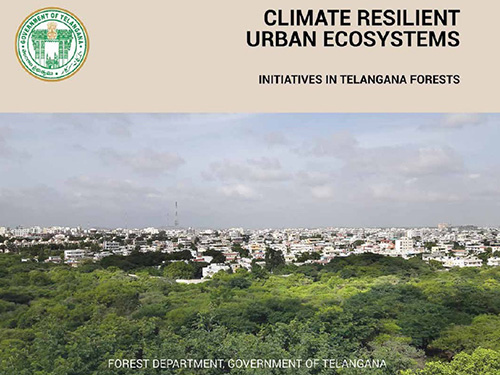 GOVERNMENT OF TELANGANA
CLIMATE RESILIENT
URBAN ECOSYSTEMS
INITIATIVES IN TELANGANA FORESTS
FOREST DEPARTMENT, GOVERNMENT OF TELANGANA